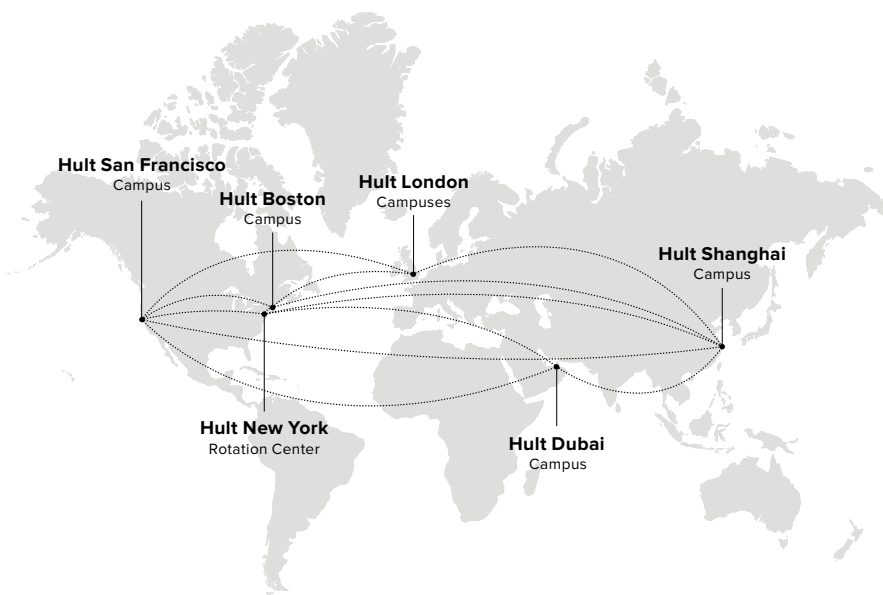 Hult San Francisco
Campus
Hult Boston
Campus
Hult London
Campuses
Hult Shanghai
Campus
Hult New York
Rotation Center
Hult Dubai
Campus